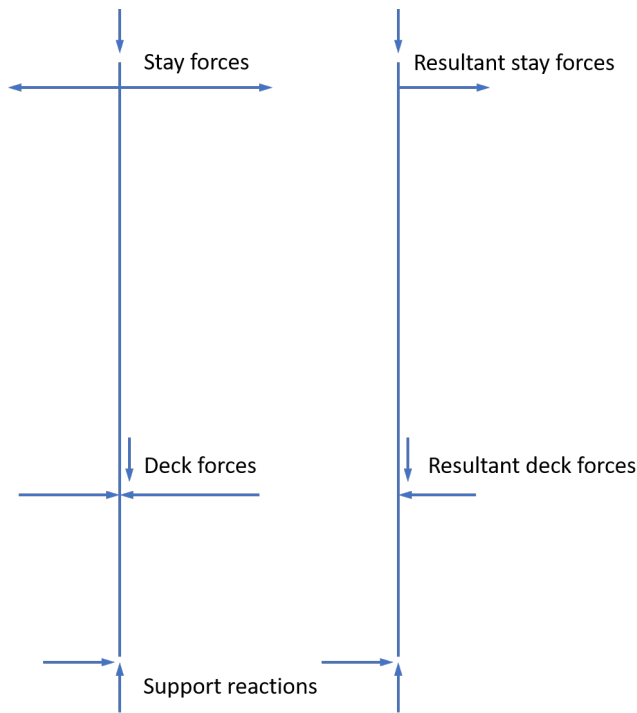 Stay forces
Resultant stay forces
Deck forces
Resultant deck forces
Support reactions